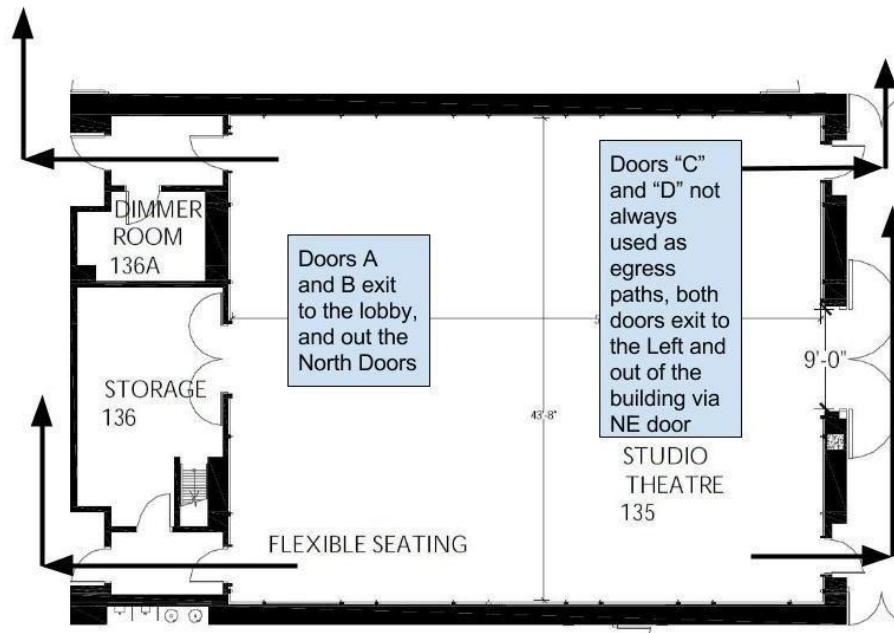 Doors "C"
and "D" not
always
used as
egress
paths, both
doors exit to
the Left and
out of the
building via
NE door
DIMMER
ROOM
136A
Doors A
and B exit
to the lobby,
and out the
North Doors
9'-0"
STORAGE
136
43'-8"
STUDIO
THEATRE
135
FLEXIBLE SEATING